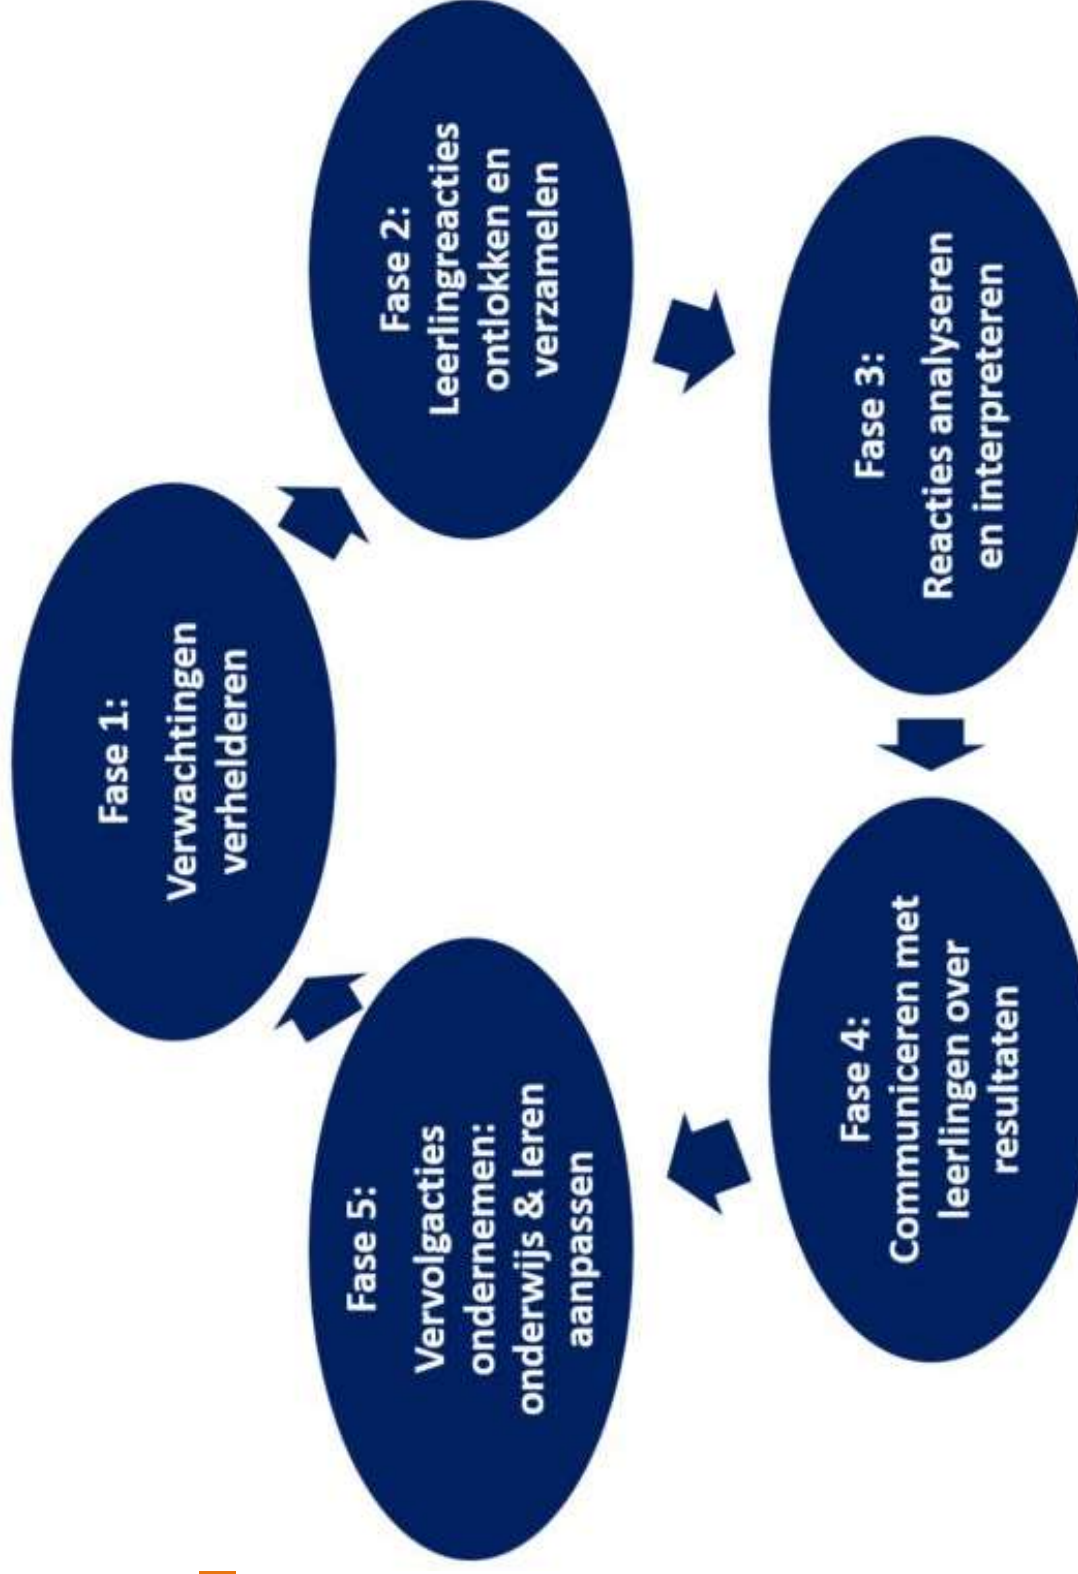 Fase 1:
Verwachtingen
verhelderen
Fase 2:
Leerlingreacties
ontlokken en
verzamelen
Fase 3:
Reacties analyseren
en interpreteren
Fase 4:
Communiceren met
leerlingen over
resultaten
Fase 5:
Vervolgacties
ondernemen:
onderwijs & leren
aanpassen